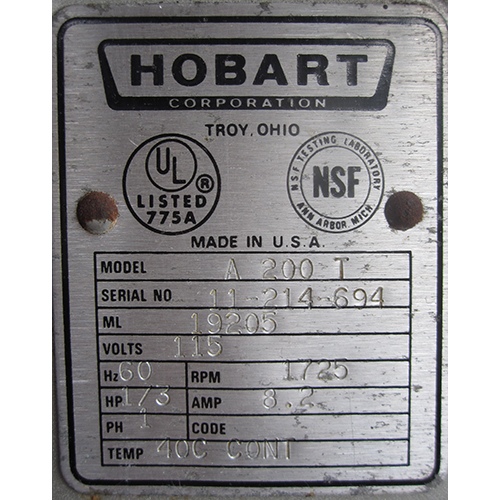 HOBART
CORPORATION
TROY, OHIO
UL
®
LISTED
775A
NSF TESTING LABORATORY
NSF
ANN ARBOR, MICH.
MADE IN U.S.A.
MODEL A 200 T
SERIAL NO 11-214-694
ML 19205
VOLTS 115
Hz 60 RPM 1725
HP 1/3 AMP 8.2
PH 1 CODE
TEMP 40C CONT